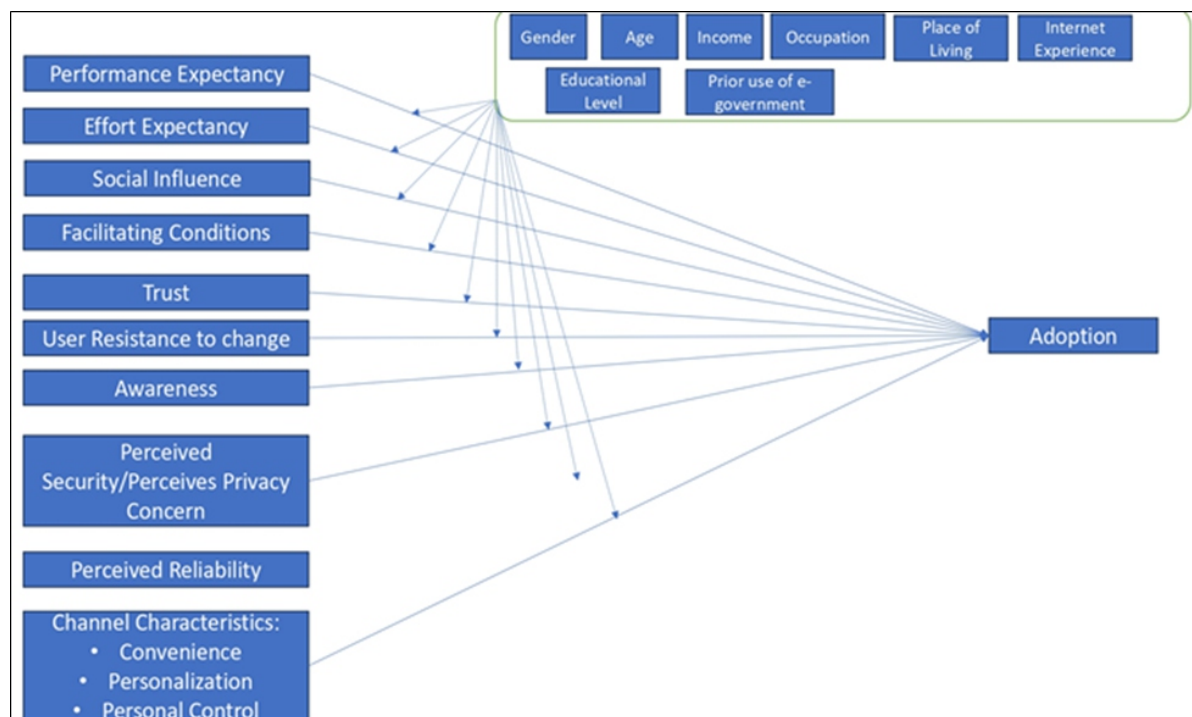 Gender
Age
Income
Occupation
Place of
Living
Internet
Experience
Educational
Level
Prior use of e-
government
Performance Expectancy
Effort Expectancy
Social Influence
Facilitating Conditions
Trust
User Resistance to change
Awareness
Perceived
Security/Perceives Privacy
Concern
Perceived Reliability
Channel Characteristics:
• Convenience
• Personalization
• Personal Control
Adoption